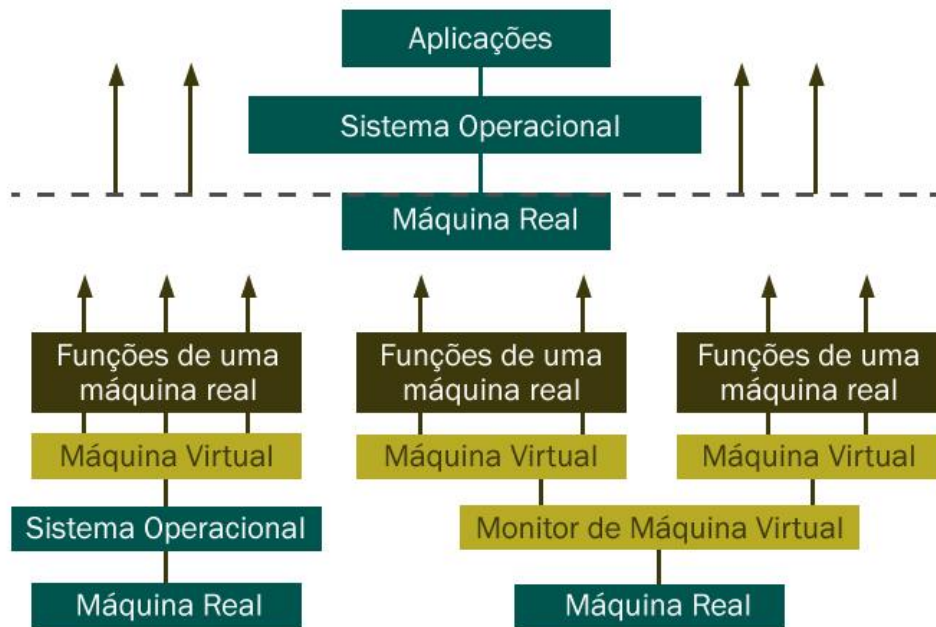 Aplicações
Sistema Operacional
Máquina Real
Funções de uma
máquina real
Funções de uma
máquina real
Funções de uma
máquina real
Máquina Virtual
Máquina Virtual
Máquina Virtual
Sistema Operacional
Monitor de Máquina Virtual
Máquina Real
Máquina Real